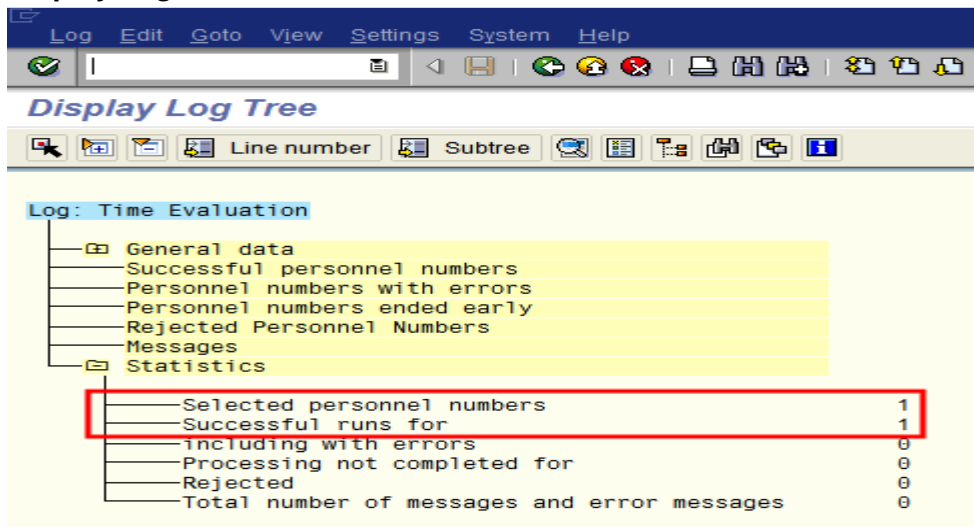 Log Edit Goto View Settings System Help
Display Log Tree
Line number Subtree
Log: Time Evaluation
General data
Successful personnel numbers
Personnel numbers with errors
Personnel numbers ended early
Rejected Personnel Numbers
Messages
Statistics
Selected personnel numbers 1
Successful runs for 1
including with errors 0
Processing not completed for 0
Rejected 0
Total number of messages and error messages 0